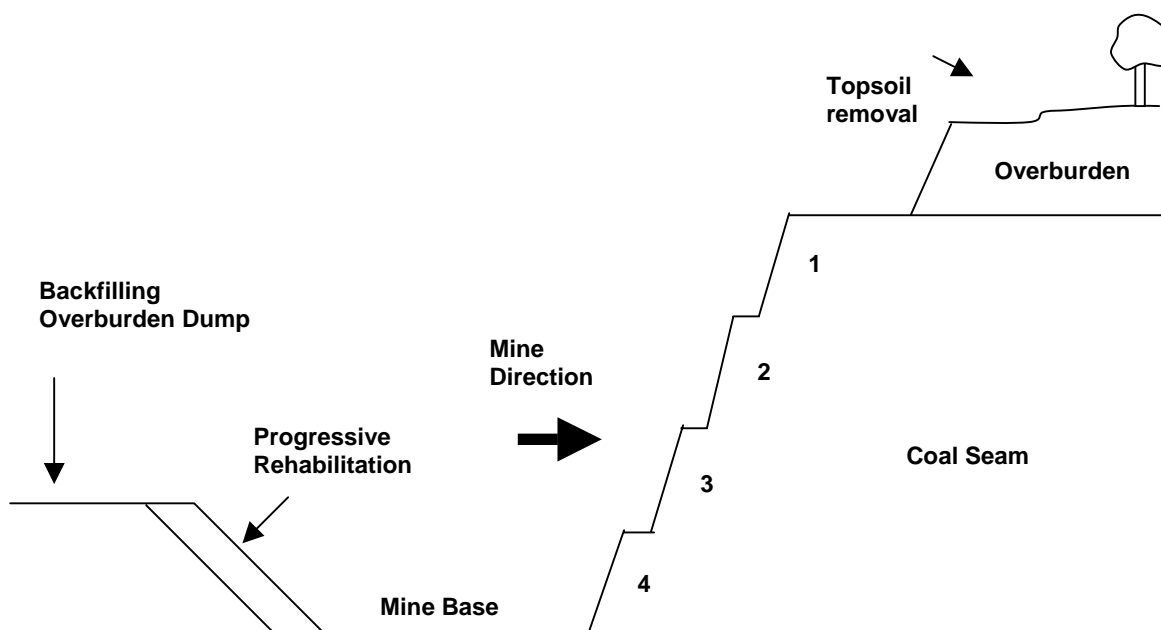 Topsoil
removal
Overburden
1
Backfilling
Overburden Dump
Mine
Direction
2
Progressive
Rehabilitation
Coal Seam
3
4
Mine Base